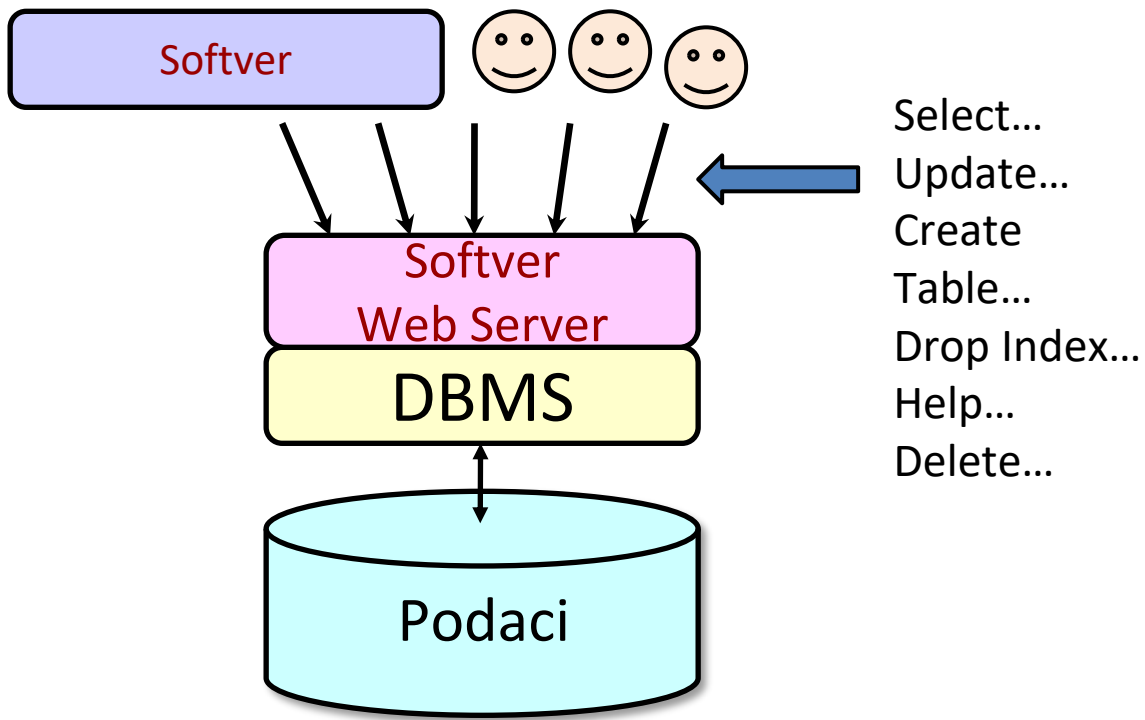 Softver
Select…
Update…
Create
Table…
Drop Index…
Help…
Delete…
Softver
Web Server
DBMS
Podaci